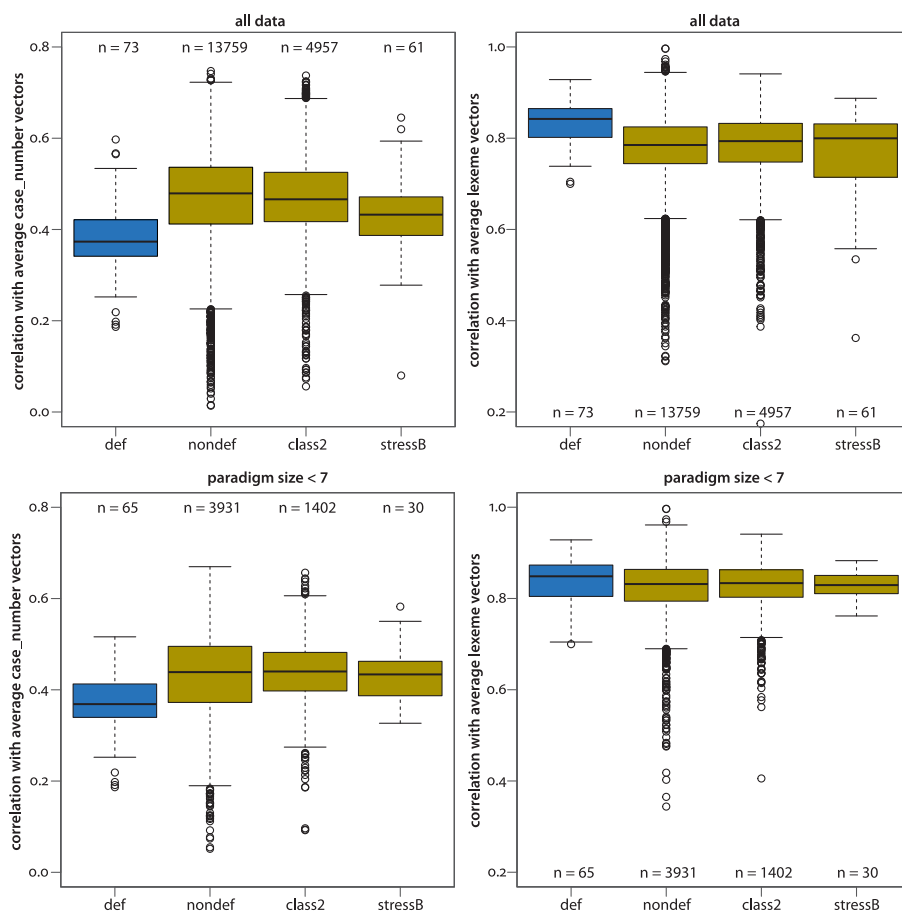 all data
correlation with average case_number vectors
0.8
0.6
0.4
0.2
0.0
n = 73
n = 13759
n = 4957
n = 61
def
nondef
class2
stressB
all data
correlation with average lexeme vectors
1.0
0.8
0.6
0.4
0.2
n = 73
n = 13759
n = 4957
n = 61
def
nondef
class2
stressB
paradigm size < 7
correlation with average case_number vectors
0.8
0.6
0.4
0.2
0.0
n = 65
n = 3931
n = 1402
n = 30
def
nondef
class2
stressB
paradigm size < 7
correlation with average lexeme vectors
1.0
0.8
0.6
0.4
0.2
n = 65
n = 3931
n = 1402
n = 30
def
nondef
class2
stressB